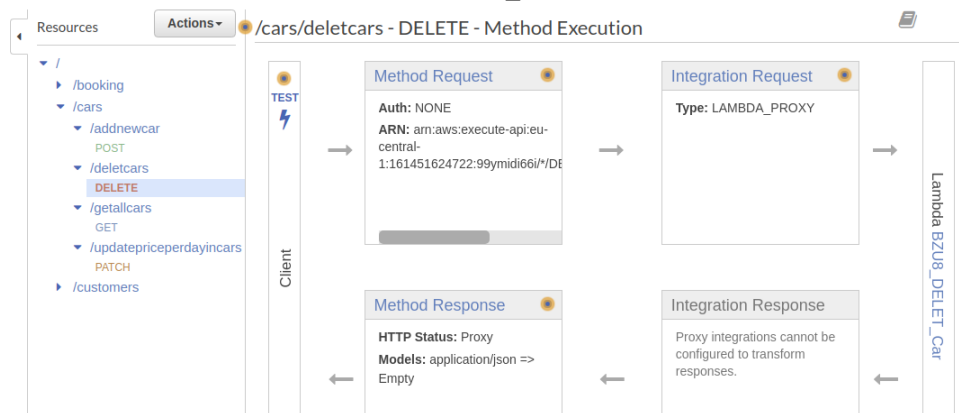 Resources
Actions
/cars/deletcars - DELETE - Method Execution
/
/booking
/cars
/addnewcar
POST
/deletcars
DELETE
/getallcars
GET
/updatepriceperdayincars
PATCH
/customers
TEST
Client
Method Request
Auth: NONE
ARN: arn:aws:execute-api:eu-
central-
1:161451624722:99ymidi66i/*/DE
Integration Request
Type: LAMBDA_PROXY
Lambda BZU8_DELET_Car
Method Response
HTTP Status: Proxy
Models: application/json =>
Empty
Integration Response
Proxy integrations cannot be
configured to transform
responses.